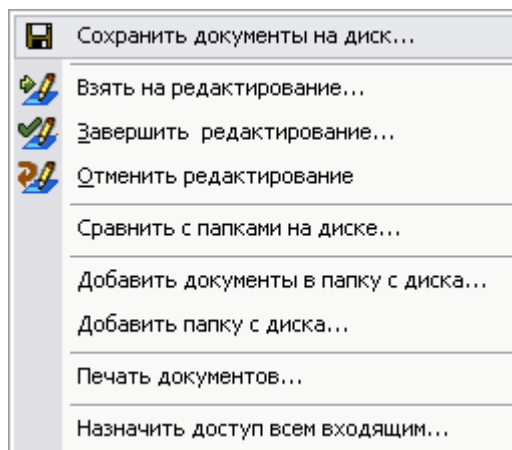 Сохранить документы на диск...
Взять на редактирование...
Завершить  редактирование...
Отменить редактирование
Сравнить с папками на диске...
Добавить документы в папку с диска...
Добавить папку с диска...
Печать документов...
Назначить доступ всем входящим...